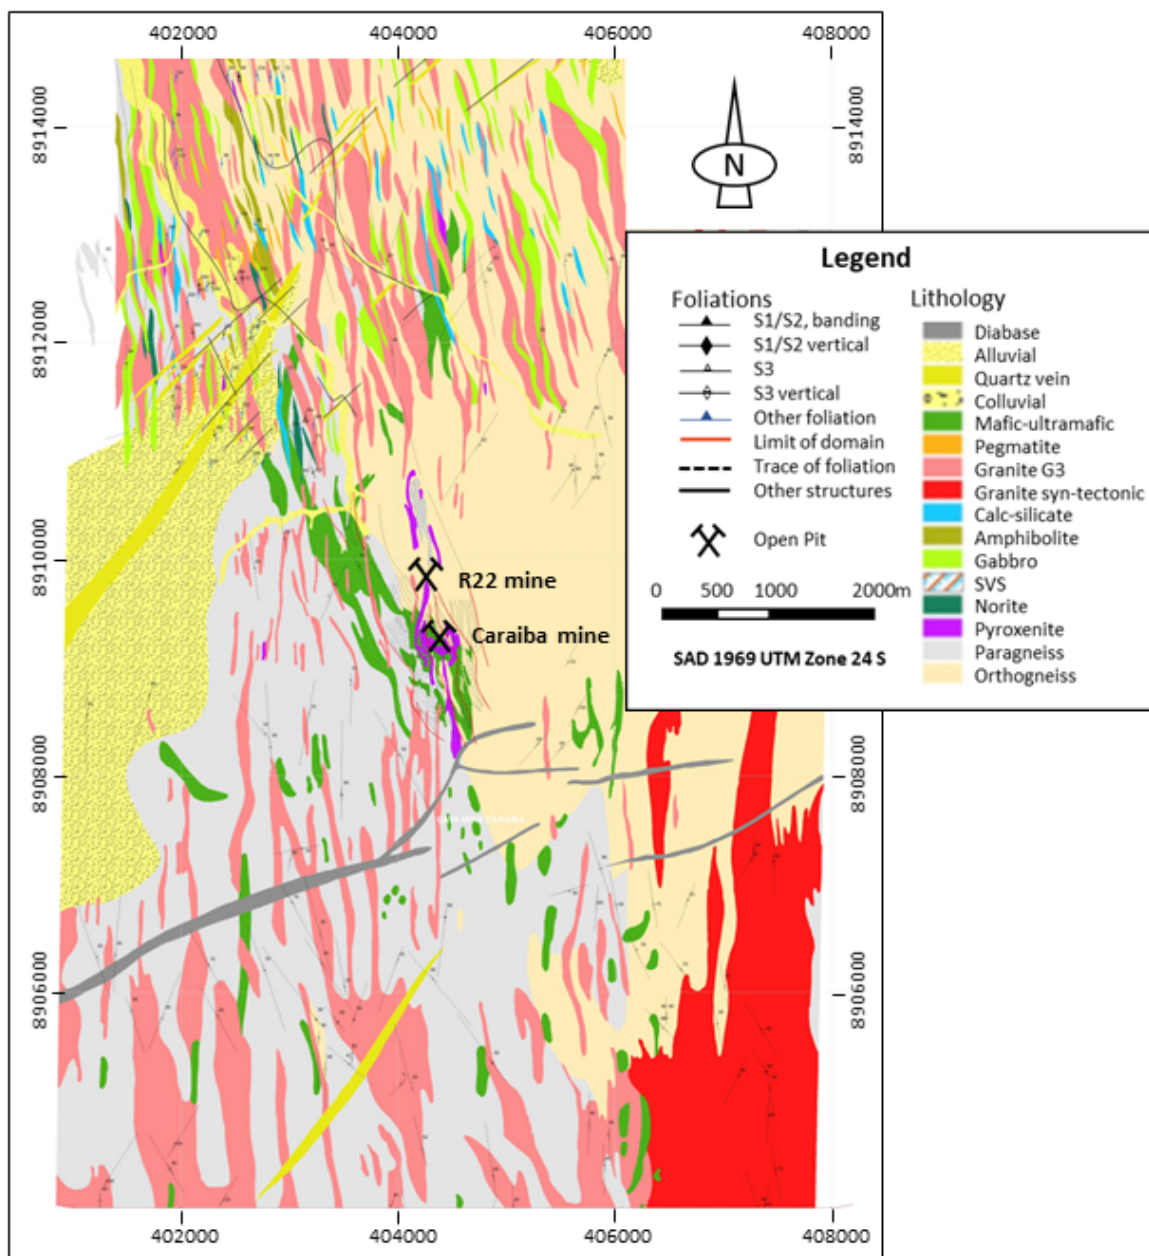 402000
404000
406000
408000
8914000
8914000
N
8912000
8910000
8908000
8908000
8906000
8906000
Legend
Foliations
S1/S2, banding
S1/S2 vertical
S3
S3 vertical
Other foliation
Limit of domain
Trace of foliation
Other structures
Open Pit
0 500 1000 2000m
SAD 1969 UTM Zone 24 S
Lithology
Diabase
Alluvial
Quartz vein
Colluvial
Mafic-ultramafic
Pegmatite
Granite G3
Granite syn-tectonic
Calc-silicate
Amphibolite
Gabbro
SVS
Norite
Pyroxenite
Paragneiss
Orthogneiss
R22 mine
Caraiba mine
402000
404000
406000
408000